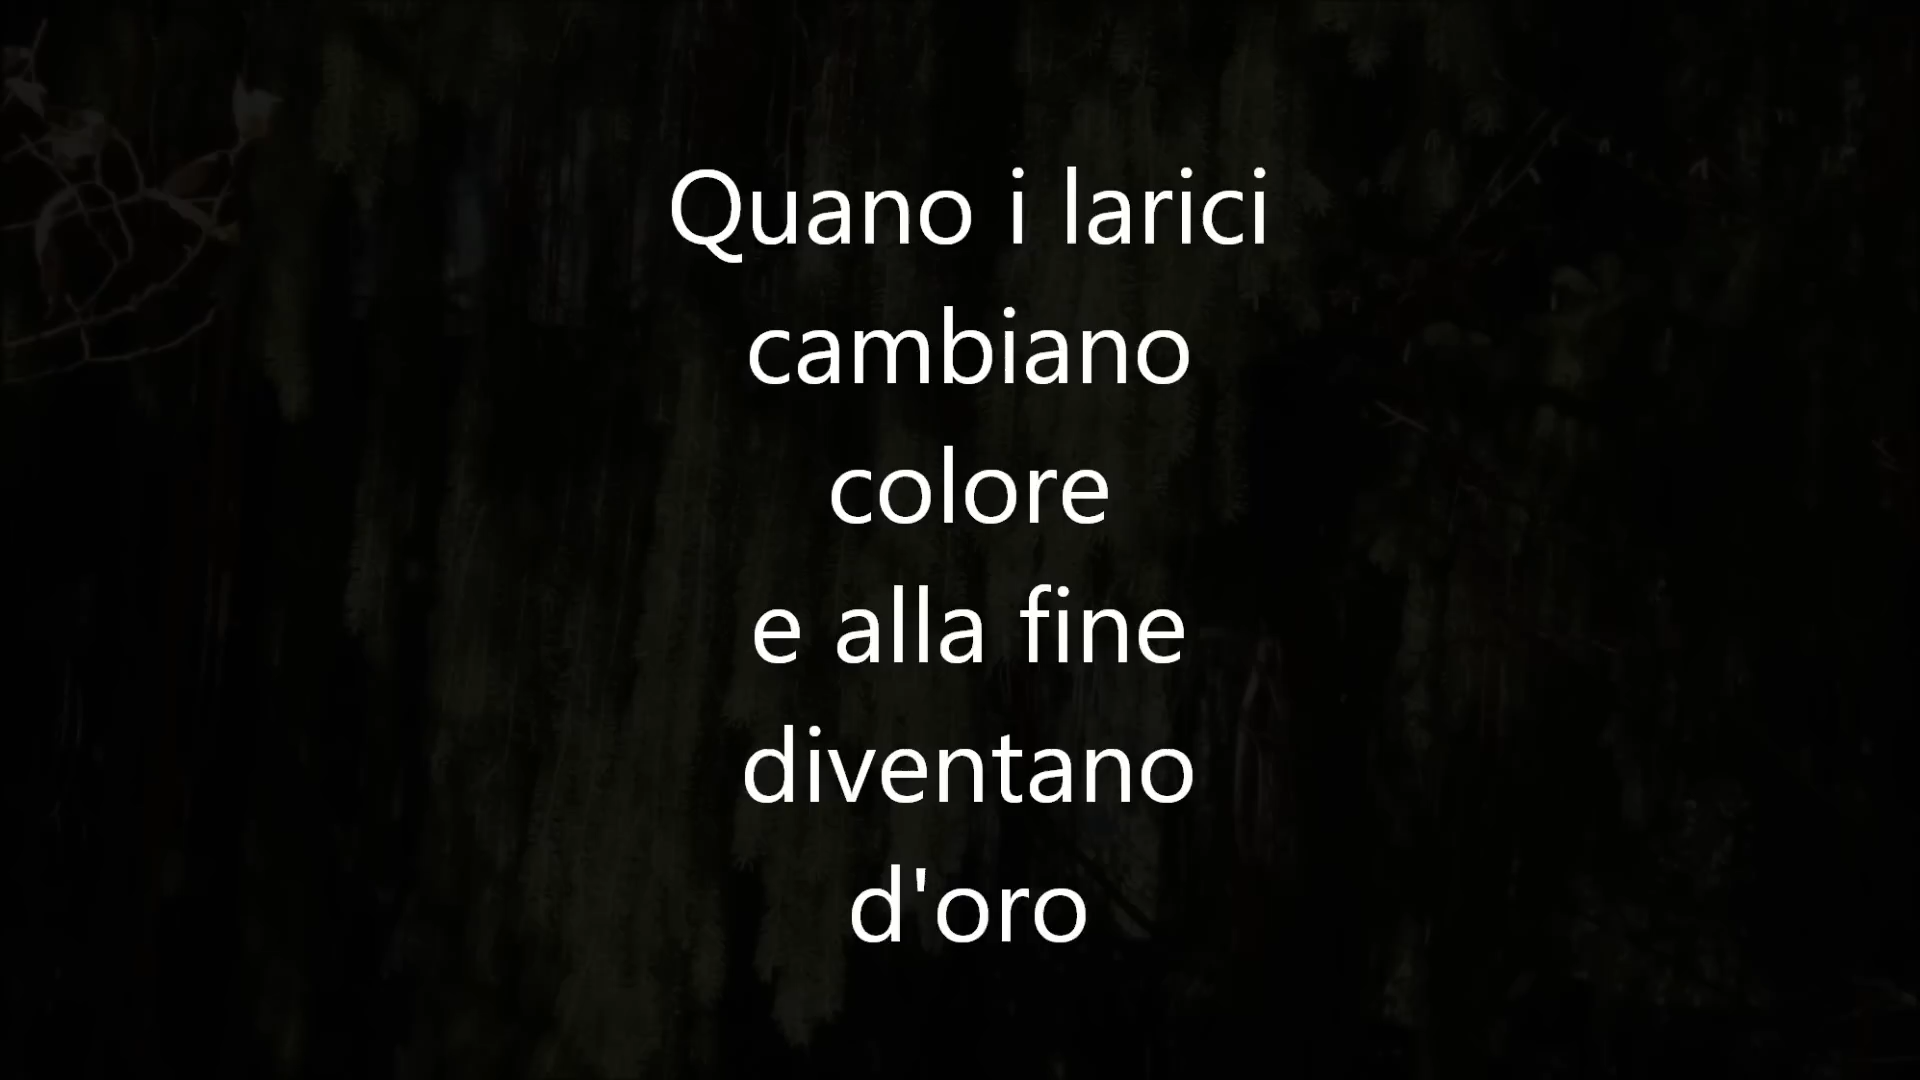 Quano i larici
cambiano
colore
e alla fine
diventano
d'oro